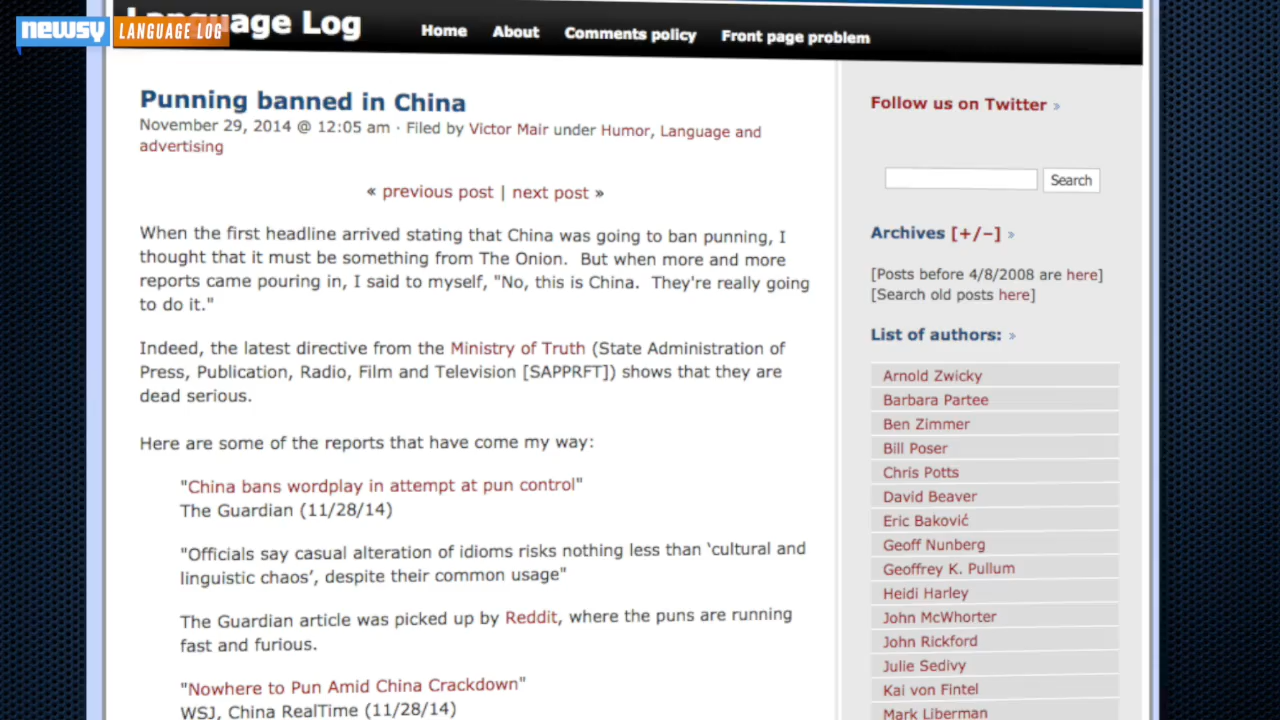 newsy LANGUAGE LOG
Language Log
Home About Comments policy Front page problem
Punning banned in China
November 29, 2014 @ 12:05 am · Filed by Victor Mair under Humor, Language and
advertising
« previous post | next post »
When the first headline arrived stating that China was going to ban punning, I
thought that it must be something from The Onion. But when more and more
reports came pouring in, I said to myself, "No, this is China. They're really going
to do it."
Indeed, the latest directive from the Ministry of Truth (State Administration of
Press, Publication, Radio, Film and Television [SAPPRFT]) shows that they are
dead serious.
Here are some of the reports that have come my way:
"China bans wordplay in attempt at pun control"
The Guardian (11/28/14)
"Officials say casual alteration of idioms risks nothing less than ‘cultural and
linguistic chaos’, despite their common usage"
The Guardian article was picked up by Reddit, where the puns are running
fast and furious.
"Nowhere to Pun Amid China Crackdown"
WSJ, China RealTime (11/28/14)
Follow us on Twitter »
Search
Archives [+/−] »
[Posts before 4/8/2008 are here]
[Search old posts here]
List of authors: »
Arnold Zwicky
Barbara Partee
Ben Zimmer
Bill Poser
Chris Potts
David Beaver
Eric Baković
Geoff Nunberg
Geoffrey K. Pullum
Heidi Harley
John McWhorter
John Rickford
Julie Sedivy
Kai von Fintel
Mark Liberman